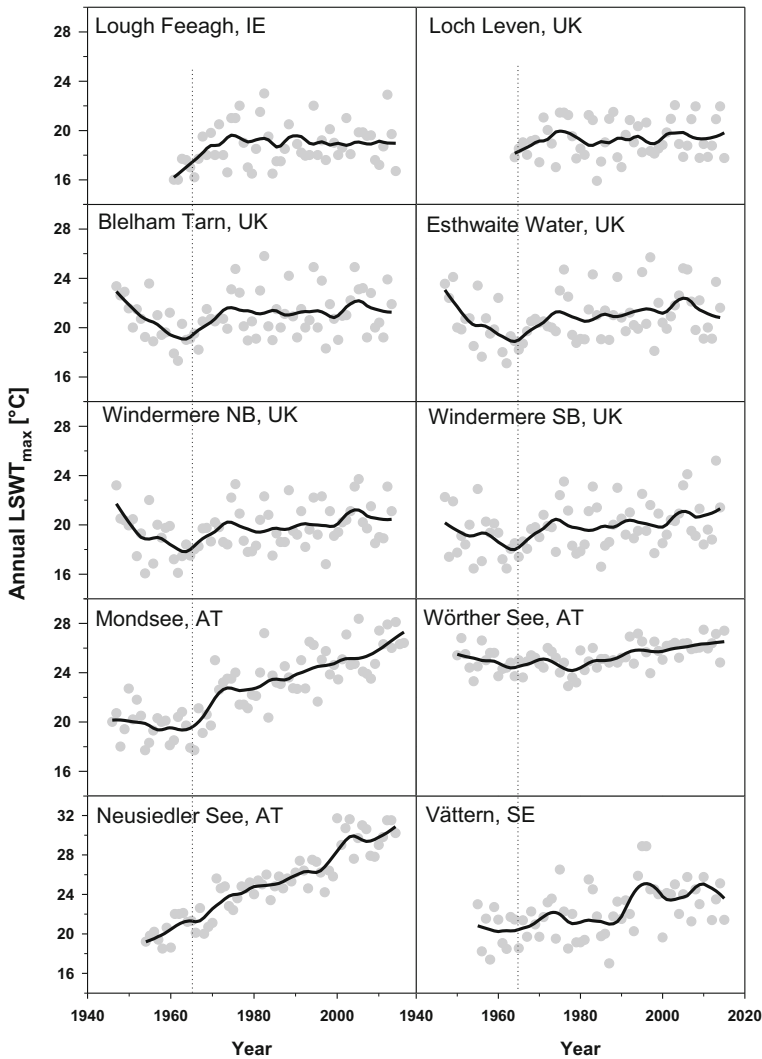 Lough Feeagh, IE
Loch Leven, UK
28
24
20
16
Blelham Tarn, UK
Esthwaite Water, UK
28
24
20
16
Windermere NB, UK
Windermere SB, UK
28
24
20
16
Mondsee, AT
Wörther See, AT
28
24
20
16
Neusiedler See, AT
Vättern, SE
32
28
24
20
16
Annual LSWTmax [°C]
1940 1960 1980 2000 1940 1960 1980 2000 2020
Year
Year